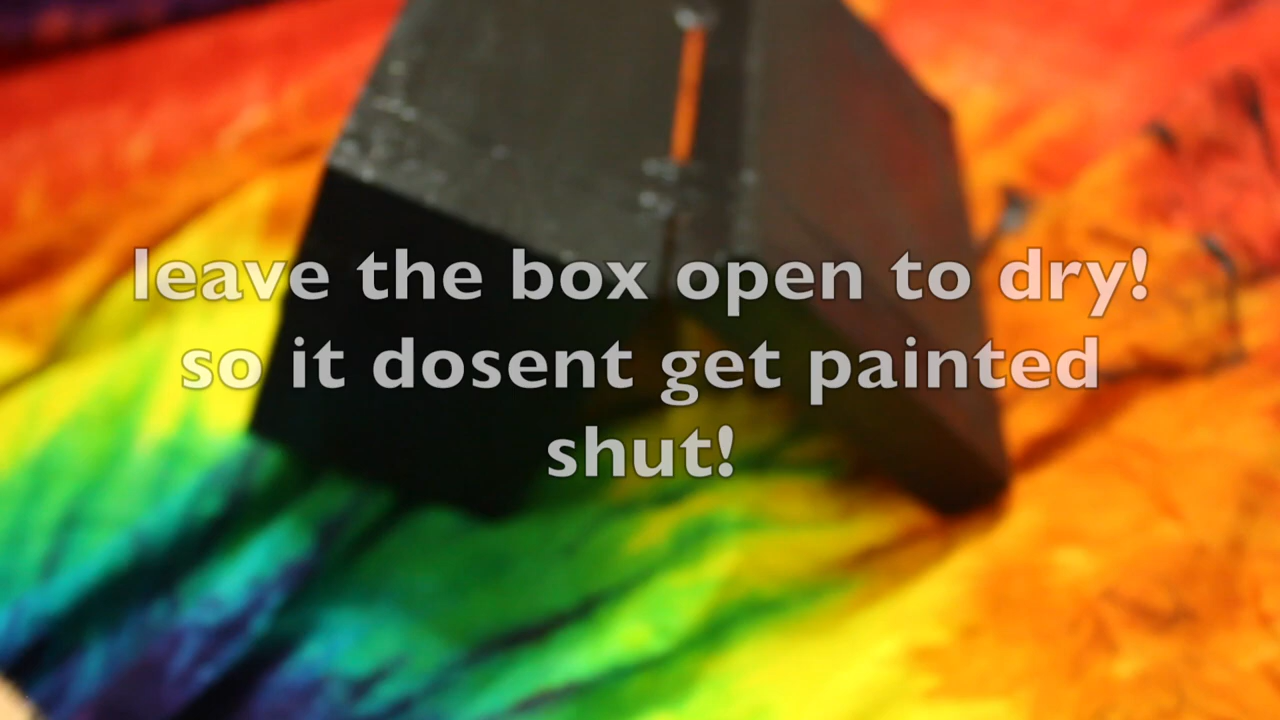 leave the box open to dry!
so it dosent get painted
shut!